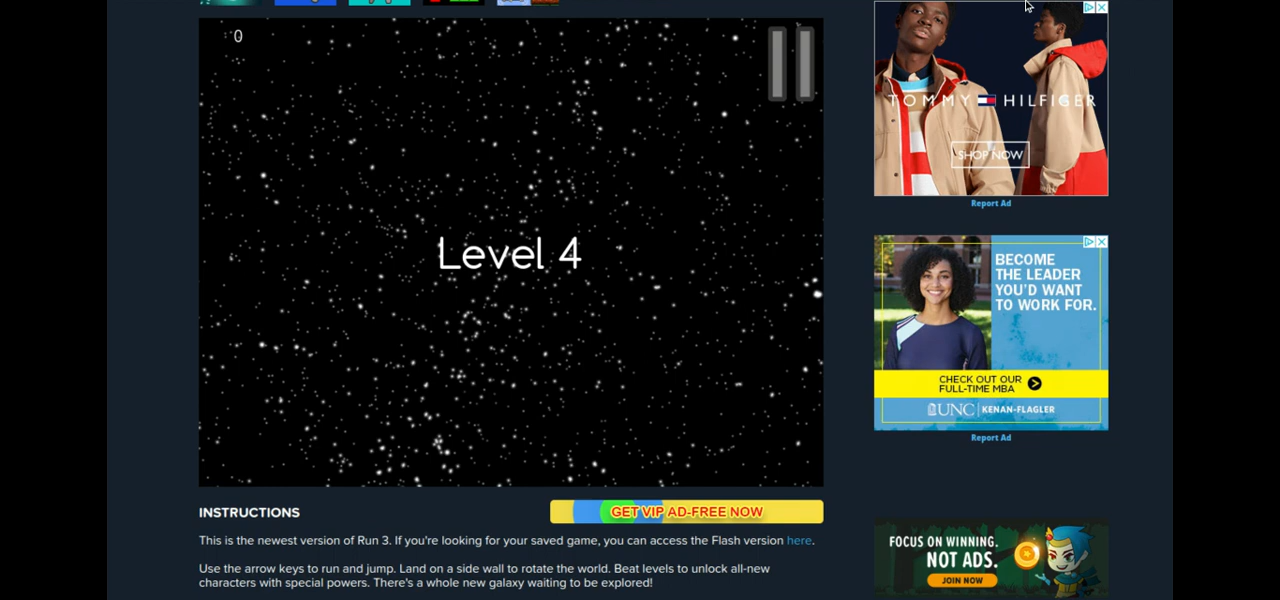 0
Level 4
TOMMY HILFIGER
SHOP NOW
Report Ad
BECOME
THE LEADER
YOU'D WANT
TO WORK FOR.
CHECK OUT OUR
FULL-TIME MBA
UNC KENAN-FLAGLER
Report Ad
INSTRUCTIONS
GET VIP AD-FREE NOW
This is the newest version of Run 3. If you're looking for your saved game, you can access the Flash version here.
Use the arrow keys to run and jump. Land on a side wall to rotate the world. Beat levels to unlock all-new
characters with special powers. There's a whole new galaxy waiting to be explored!
FOCUS ON WINNING.
NOT ADS.
JOIN NOW